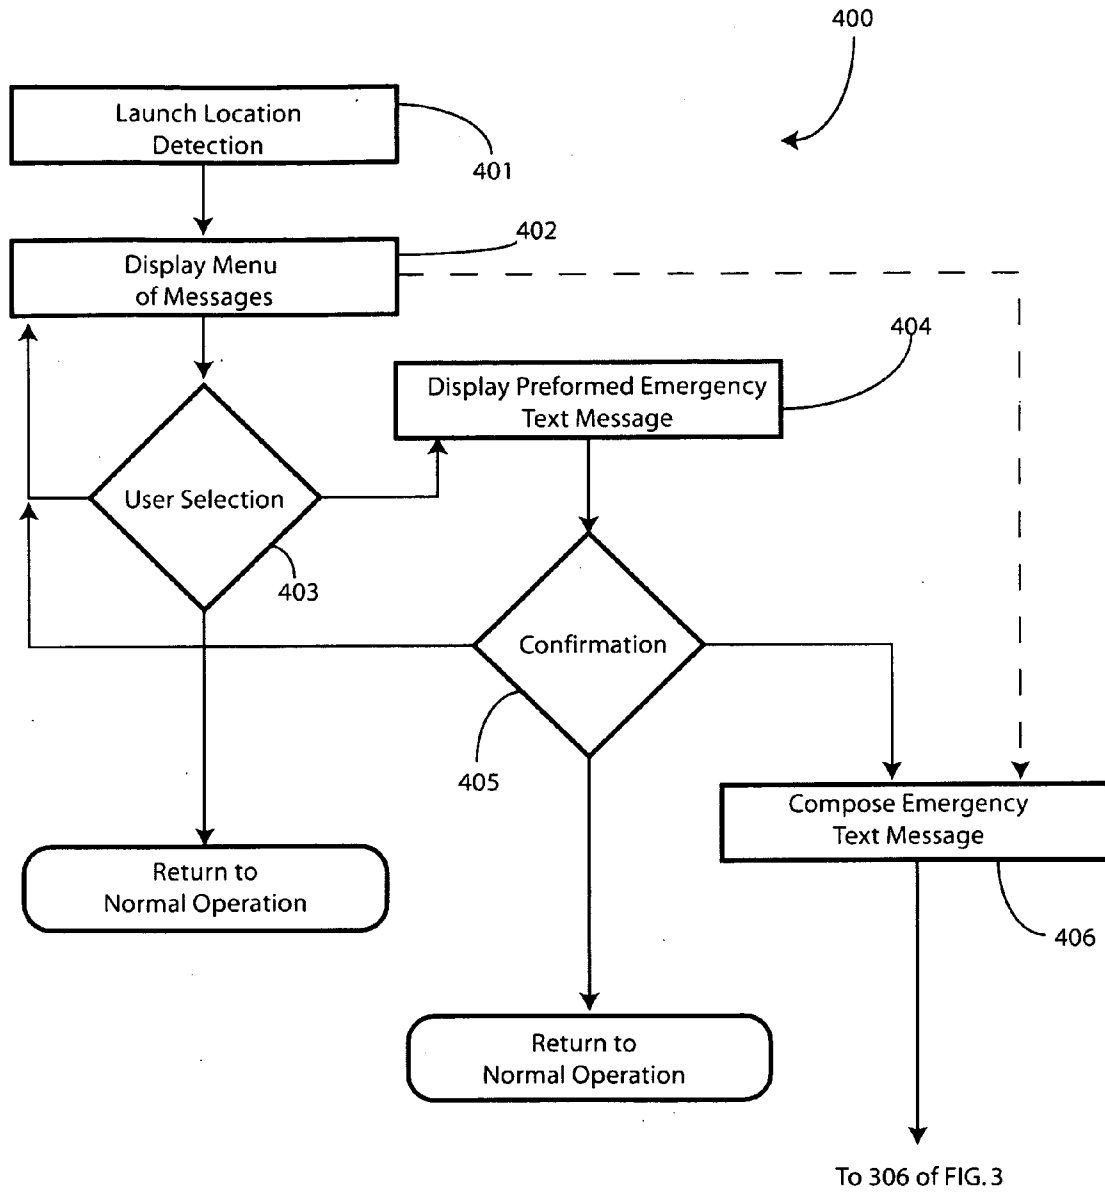 400
Launch Location
Detection
401
402
Display Menu
of Messages
404
Display Preformed Emergency
Text Message
User Selection
403
Confirmation
405
Compose Emergency
Text Message
Return to
Normal Operation
406
Return to
Normal Operation
To 306 of FIG. 3